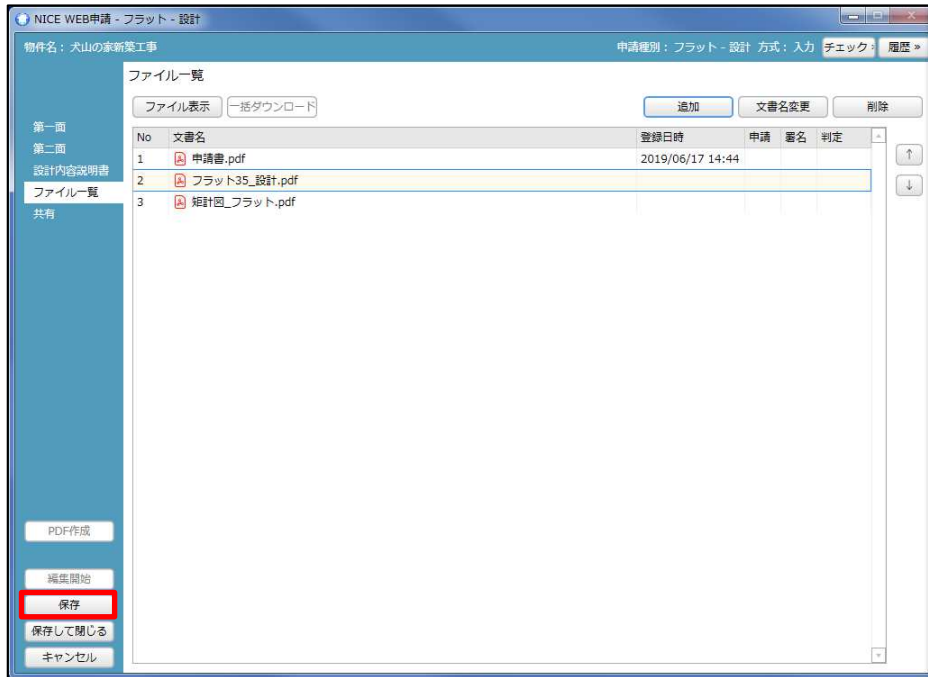 NICE WEB申請 - フラット - 設計
物件名: 犬山の家新築工事 申請種別: フラット - 設計 方式: 入力 チェック» 履歴 »
ファイル一覧
ファイル表示 一括ダウンロード 追加 文書名変更 削除
第一面
第二面
設計内容説明書
ファイル一覧
共有
No 文書名 登録日時 申請 署名 判定
1 申請書.pdf 2019/06/17 14:44
2 フラット35_設計.pdf
3 矩計図_フラット.pdf
↑
↓
PDF作成
編集開始
保存
保存して閉じる
キャンセル